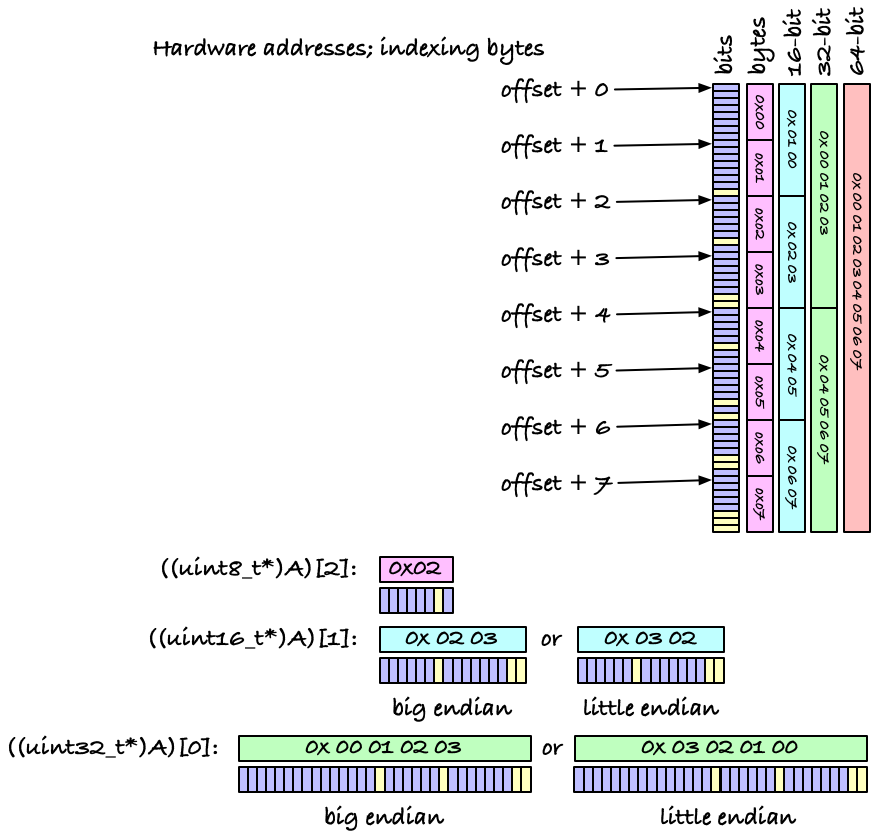 Hardware addresses; indexing bytes
bits
bytes
16-bit
32-bit
64-bit
offset + 0
offset + 1
offset + 2
offset + 3
offset + 4
offset + 5
offset + 6
offset + 7
0x00
0x01
0x02
0x03
0x04
0x05
0x06
0x07
0x 01 00
0x 02 03
0x 04 05
0x 06 07
0x 00 01 02 03
0x 04 05 06 07
0x 00 01 02 03 04 05 06 07
((uint8_t*)A)[2]: 0x02
((uint16_t*)A)[1]: 0x 02 03 or 0x 03 02
big endian little endian
((uint32_t*)A)[0]: 0x 00 01 02 03 or 0x 03 02 01 00
big endian little endian